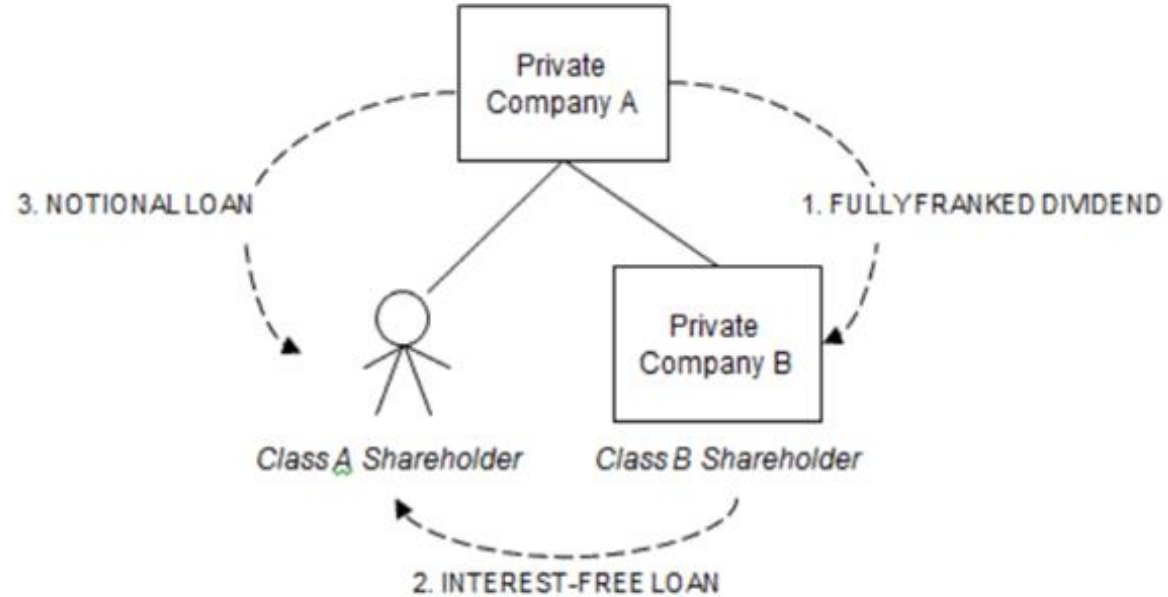 Private
Company A
3. NOTIONAL LOAN
1. FULLY FRANKED DIVIDEND
Private
Company B
Class A Shareholder
Class B Shareholder
2. INTEREST-FREE LOAN